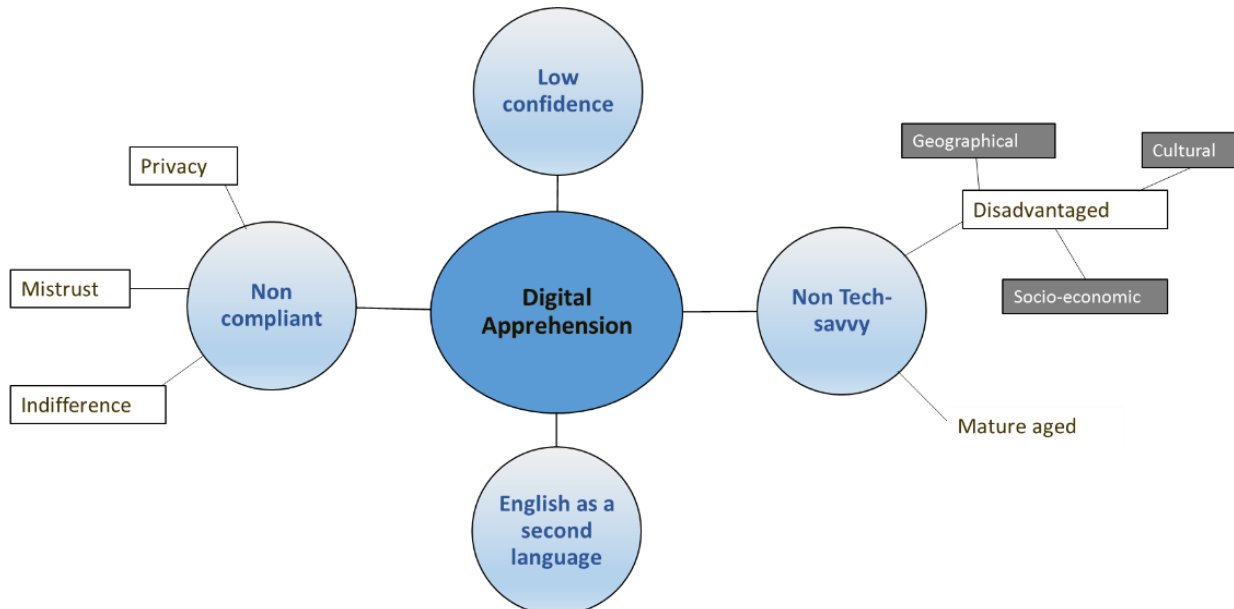 Low
confidence
Geographical
Cultural
Privacy
Disadvantaged
Mistrust
Non
compliant
Digital
Apprehension
Non Tech-
savvy
Socio-economic
Indifference
Mature aged
English as a
second
language